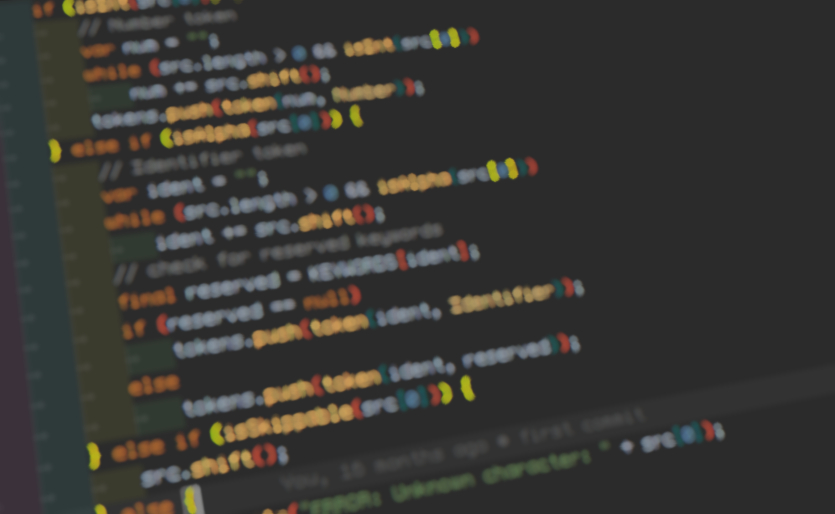 if (isInt(src
// Number token
var num = "";
while (src.length > 0 && isInt(src[0]))
num += src.shift();
tokens.push(token(num, Number));
} else if (isAlpha(src[0])) {
// Identifier token
var ident = "";
while (src.length > 0 && isAlpha(src[0]))
ident += src.shift();
// check for reserved keywords
final reserved = KEYWORDS[ident];
if (reserved == null)
tokens.push(token(ident, Identifier));
else
tokens.push(token(ident, reserved));
} else if (isSkippable(src[0])) {
src.shift(); You, 10 months ago • first commit
} else {
("ERROR: Unknown character: " + src[0]);